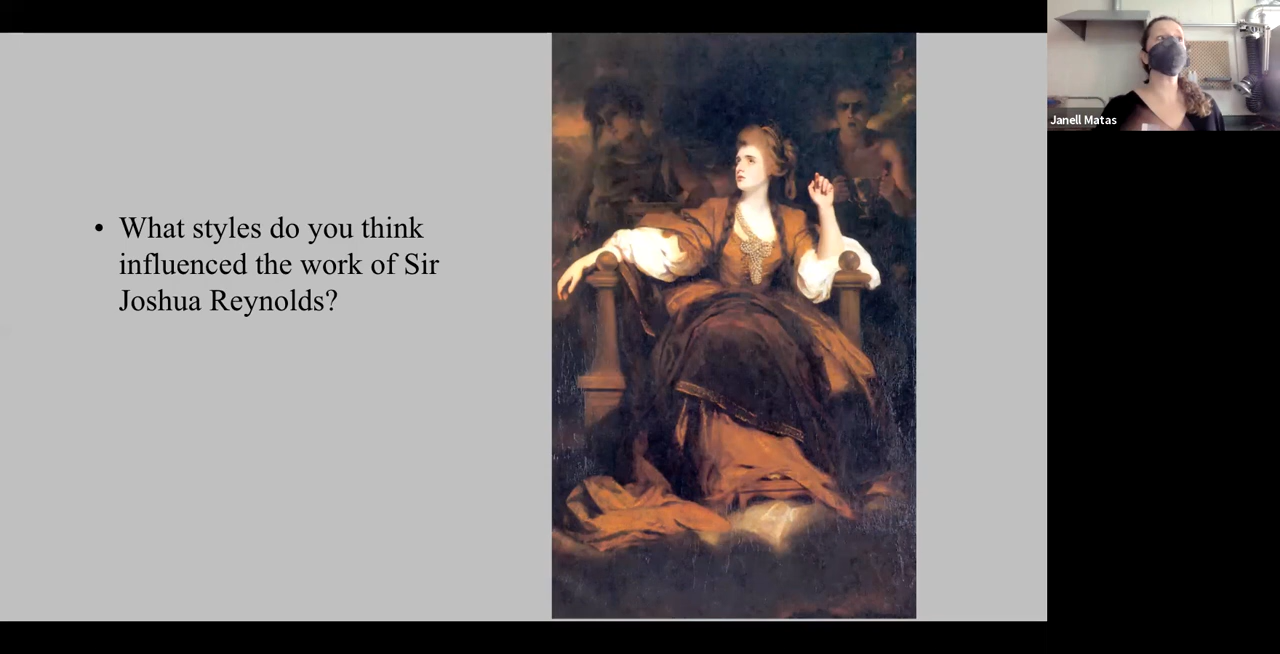 • What styles do you think
influenced the work of Sir
Joshua Reynolds?
Janell Matas